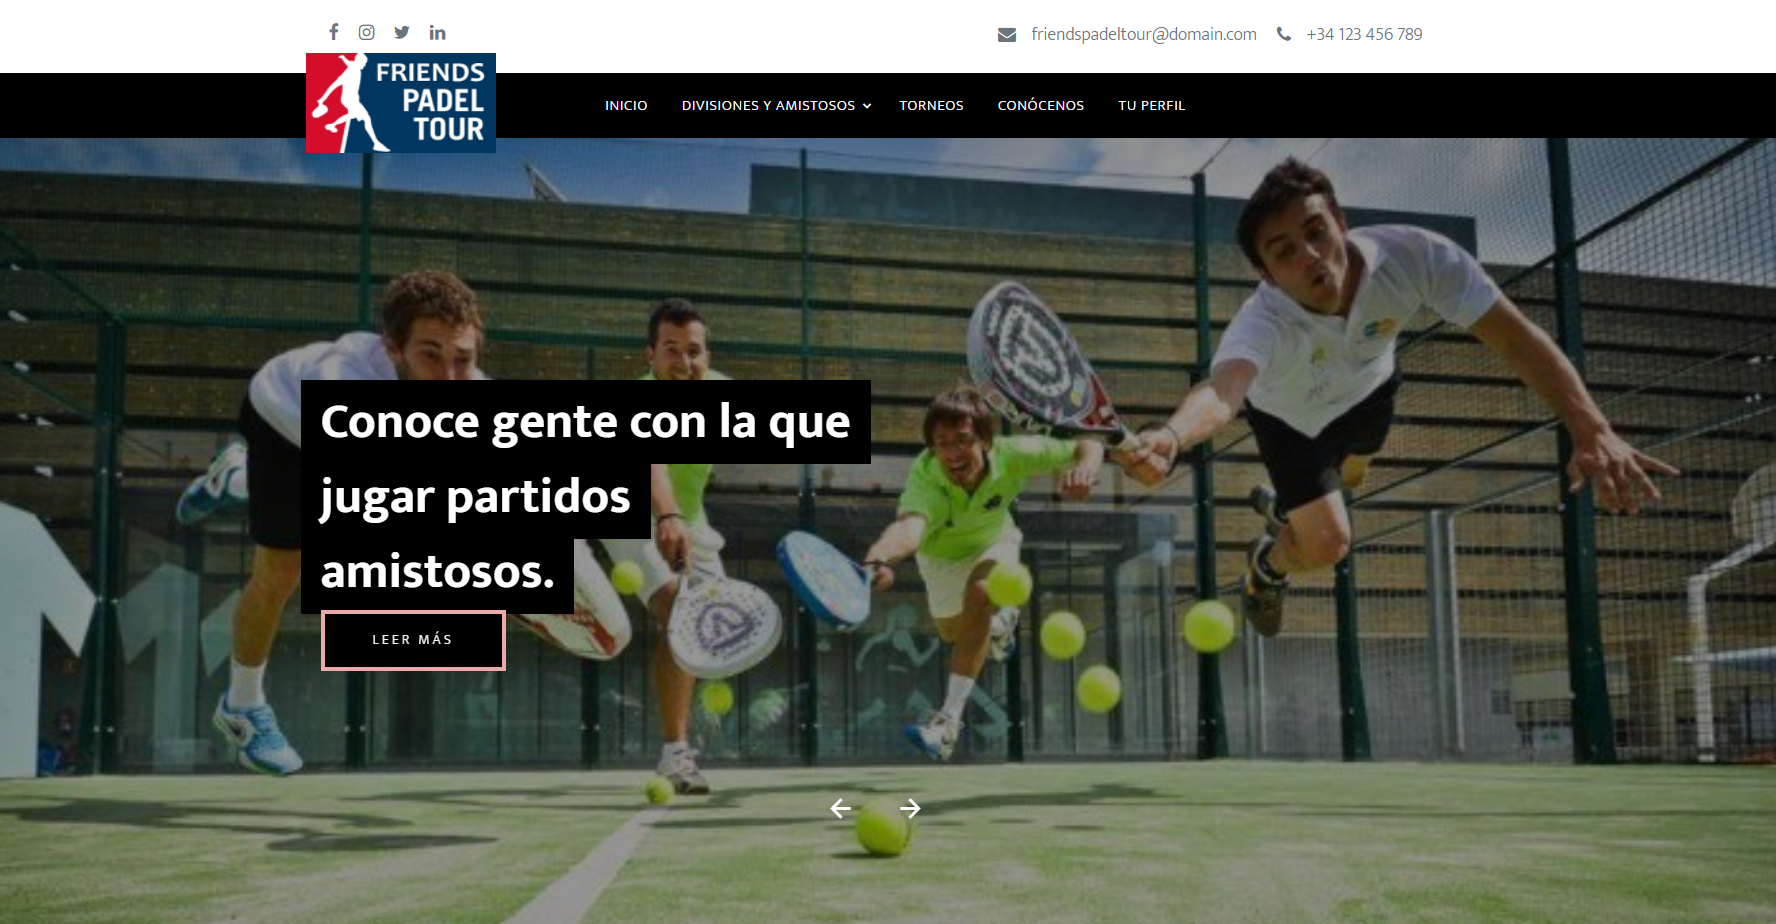 friendspadeltour@domain.com +34 123 456 789
FRIENDS
PADEL
TOUR
INICIO DIVISIONES Y AMISTOSOS TORNEOS CONÓCENOS TU PERFIL
Conoce gente con la que
jugar partidos
amistosos.
LEER MÁS